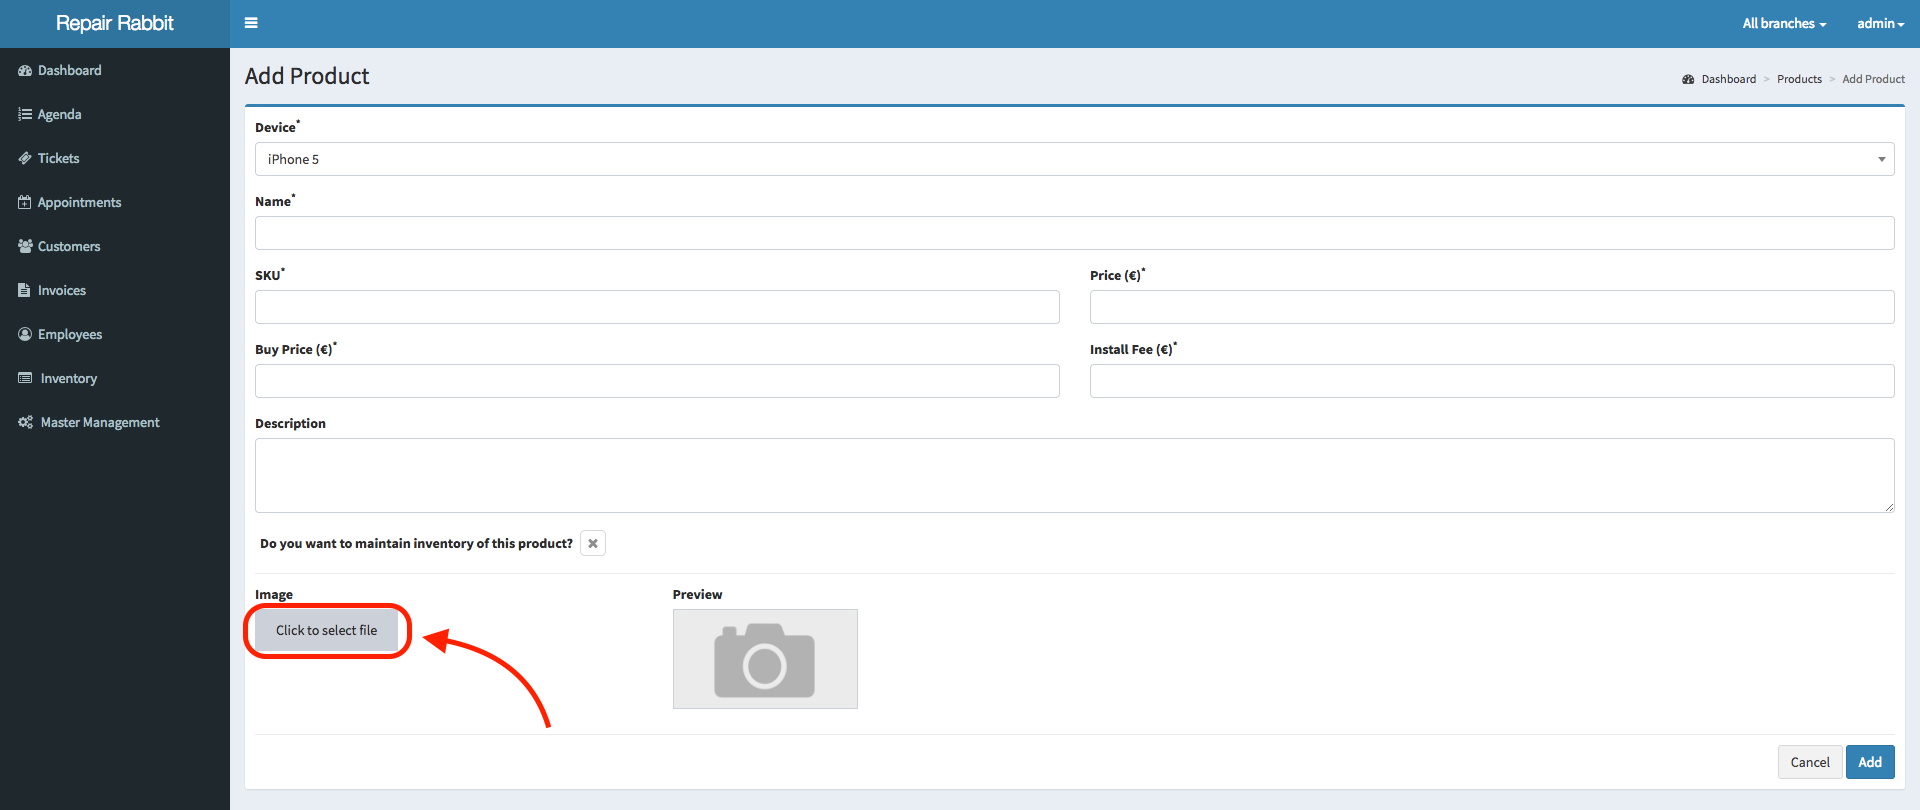 Repair Rabbit
All branches
admin
Dashboard
Agenda
Tickets
Appointments
Customers
Invoices
Employees
Inventory
Master Management
Add Product
Dashboard > Products > Add Product
Device*
iPhone 5
Name*
SKU*
Price (€)*
Buy Price (€)*
Install Fee (€)*
Description
Do you want to maintain inventory of this product?
Image
Preview
Click to select file
Cancel
Add